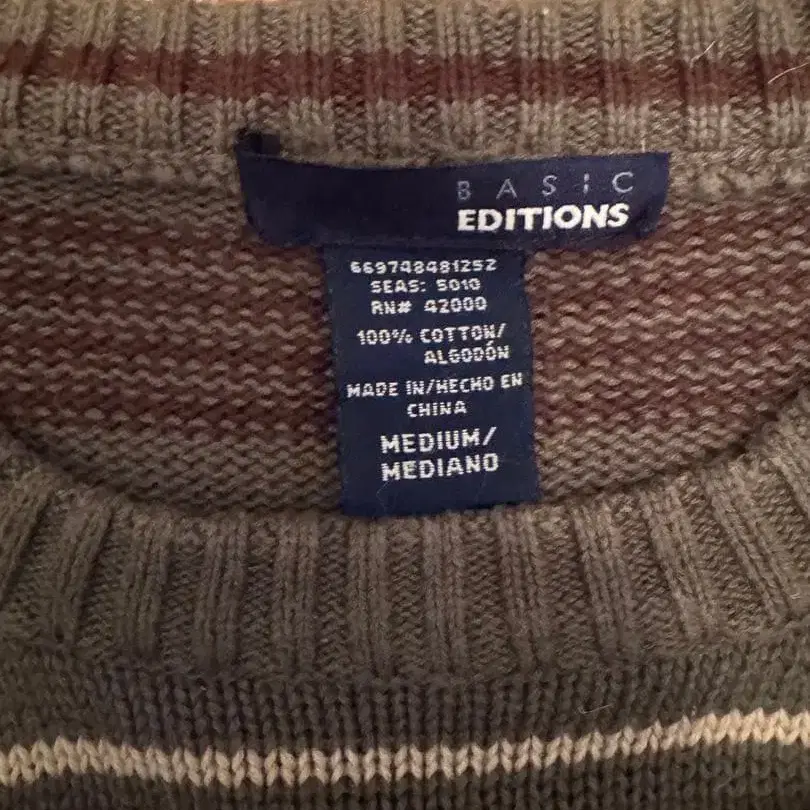 BASIC
EDITIONS
669748481252
SEAS: 5010
RN# 42000
100% COTTON/
ALGODÓN
MADE IN/HECHO EN
CHINA
MEDIUM/
MEDIANO